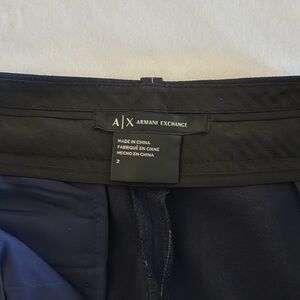 A|X ARMANI EXCHANGE
MADE IN CHINA
FABRIQUÉ EN CHINE
HECHO EN CHINA
2